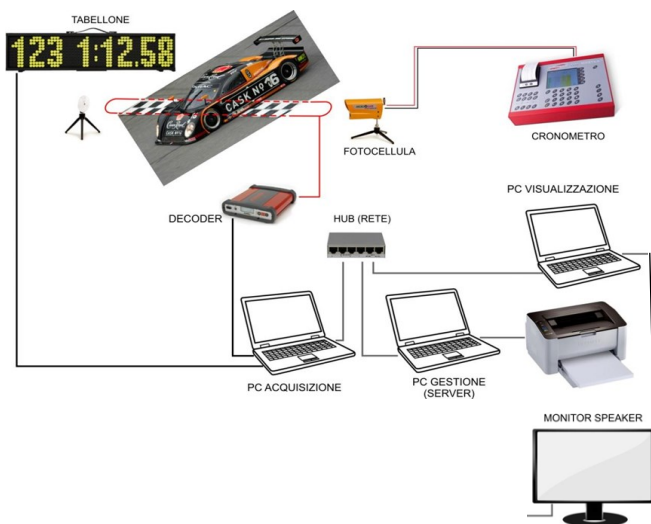 TABELLONE
123 1:12.58
CASK Nº 16
FOTOCELLULA
CRONOMETRO
DECODER
HUB (RETE)
PC VISUALIZZAZIONE
PC ACQUISIZIONE
PC GESTIONE
(SERVER)
MONITOR SPEAKER